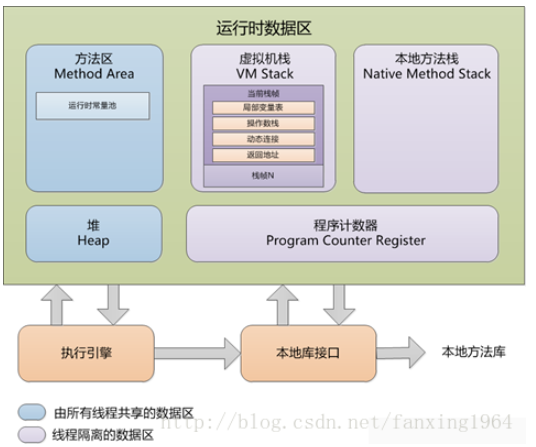 运行时数据区
方法区
Method Area
运行时常量池
虚拟机栈
VM Stack
当前栈帧
局部变量表
操作数栈
动态连接
返回地址
栈帧N
本地方法栈
Native Method Stack
堆
Heap
程序计数器
Program Counter Register
执行引擎
本地库接口
本地方法库
由所有线程共享的数据区
线程隔离的数据区
http://blog.csdn.net/fanxing1964